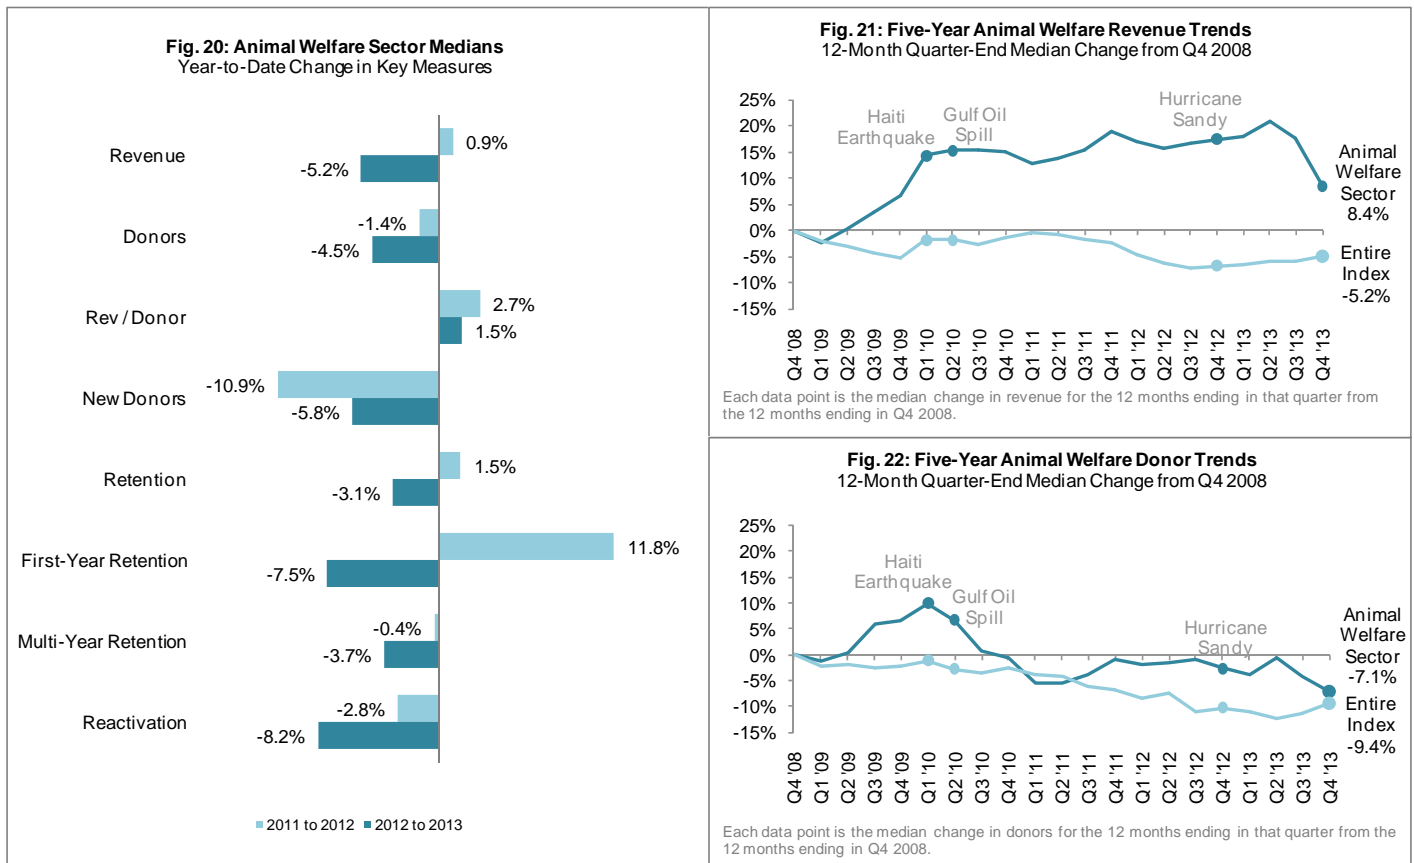 Fig. 20: Animal Welfare Sector Medians
Year-to-Date Change in Key Measures
Revenue
0.9%
-5.2%
Donors
-1.4%
-4.5%
Rev / Donor
2.7%
1.5%
New Donors
-10.9%
-5.8%
Retention
1.5%
-3.1%
First-Year Retention
11.8%
-7.5%
Multi-Year Retention
-0.4%
-3.7%
Reactivation
-2.8%
-8.2%
2011 to 2012 2012 to 2013
Fig. 21: Five-Year Animal Welfare Revenue Trends
12-Month Quarter-End Median Change from Q4 2008
25%
20%
15%
10%
5%
0%
-5%
-10%
-15%
Haiti
Earthquake
Gulf Oil
Spill
Hurricane
Sandy
Animal
Welfare
Sector
8.4%
Entire
Index
-5.2%
Q4 '08
Q1 '09
Q2 '09
Q3 '09
Q4 '09
Q1 '10
Q2 '10
Q3 '10
Q4 '10
Q1 '11
Q2 '11
Q3 '11
Q4 '11
Q1 '12
Q2 '12
Q3 '12
Q4 '12
Q1 '13
Q2 '13
Q3 '13
Q4 '13
Each data point is the median change in revenue for the 12 months ending in that quarter from
the 12 months ending in Q4 2008.
Fig. 22: Five-Year Animal Welfare Donor Trends
12-Month Quarter-End Median Change from Q4 2008
25%
20%
15%
10%
5%
0%
-5%
-10%
-15%
Haiti
Earthquake
Gulf Oil
Spill
Hurricane
Sandy
Animal
Welfare
Sector
-7.1%
Entire
Index
-9.4%
Q4 '08
Q1 '09
Q2 '09
Q3 '09
Q4 '09
Q1 '10
Q2 '10
Q3 '10
Q4 '10
Q1 '11
Q2 '11
Q3 '11
Q4 '11
Q1 '12
Q2 '12
Q3 '12
Q4 '12
Q1 '13
Q2 '13
Q3 '13
Q4 '13
Each data point is the median change in donors for the 12 months ending in that quarter from the
12 months ending in Q4 2008.